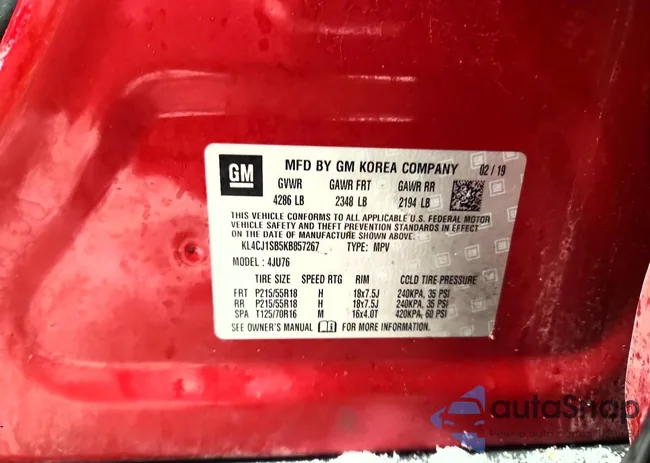 GM
MFD BY GM KOREA COMPANY 02 / 19
GVWR GAWR FRT GAWR RR
4286 LB 2348 LB 2194 LB
THIS VEHICLE CONFORMS TO ALL APPLICABLE U.S. FEDERAL MOTOR
VEHICLE SAFETY AND THEFT PREVENTION STANDARDS IN EFFECT
ON THE DATE OF MANUFACTURE SHOWN ABOVE.
KL4CJ1SB5KB857267 TYPE: MPV
MODEL : 4JU76
TIRE SIZE SPEED RTG RIM COLD TIRE PRESSURE
FRT P215/55R18 H 18x7.5J 240KPA, 35 PSI
RR P215/55R18 H 18x7.5J 240KPA, 35 PSI
SPA T125/70R16 M 16x4.0T 420KPA, 60 PSI
SEE OWNER'S MANUAL FOR MORE INFORMATION.
autoSnap